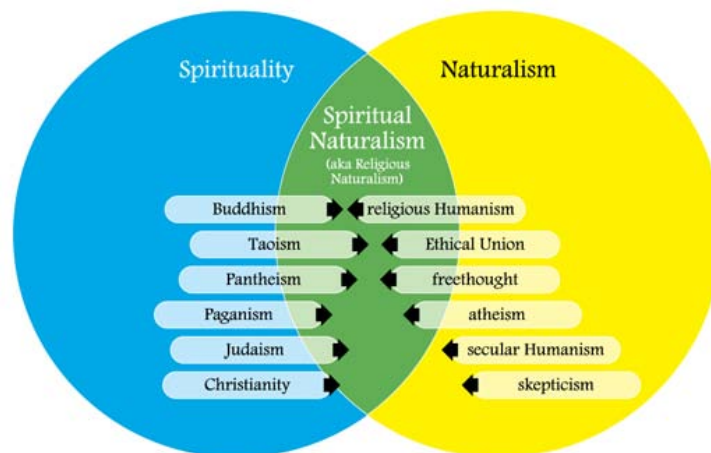 Spirituality
Naturalism
Spiritual
Naturalism
(aka Religious
Naturalism)
Buddhism
religious Humanism
Taoism
Ethical Union
Pantheism
freethought
Paganism
atheism
Judaism
secular Humanism
Christianity
skepticism